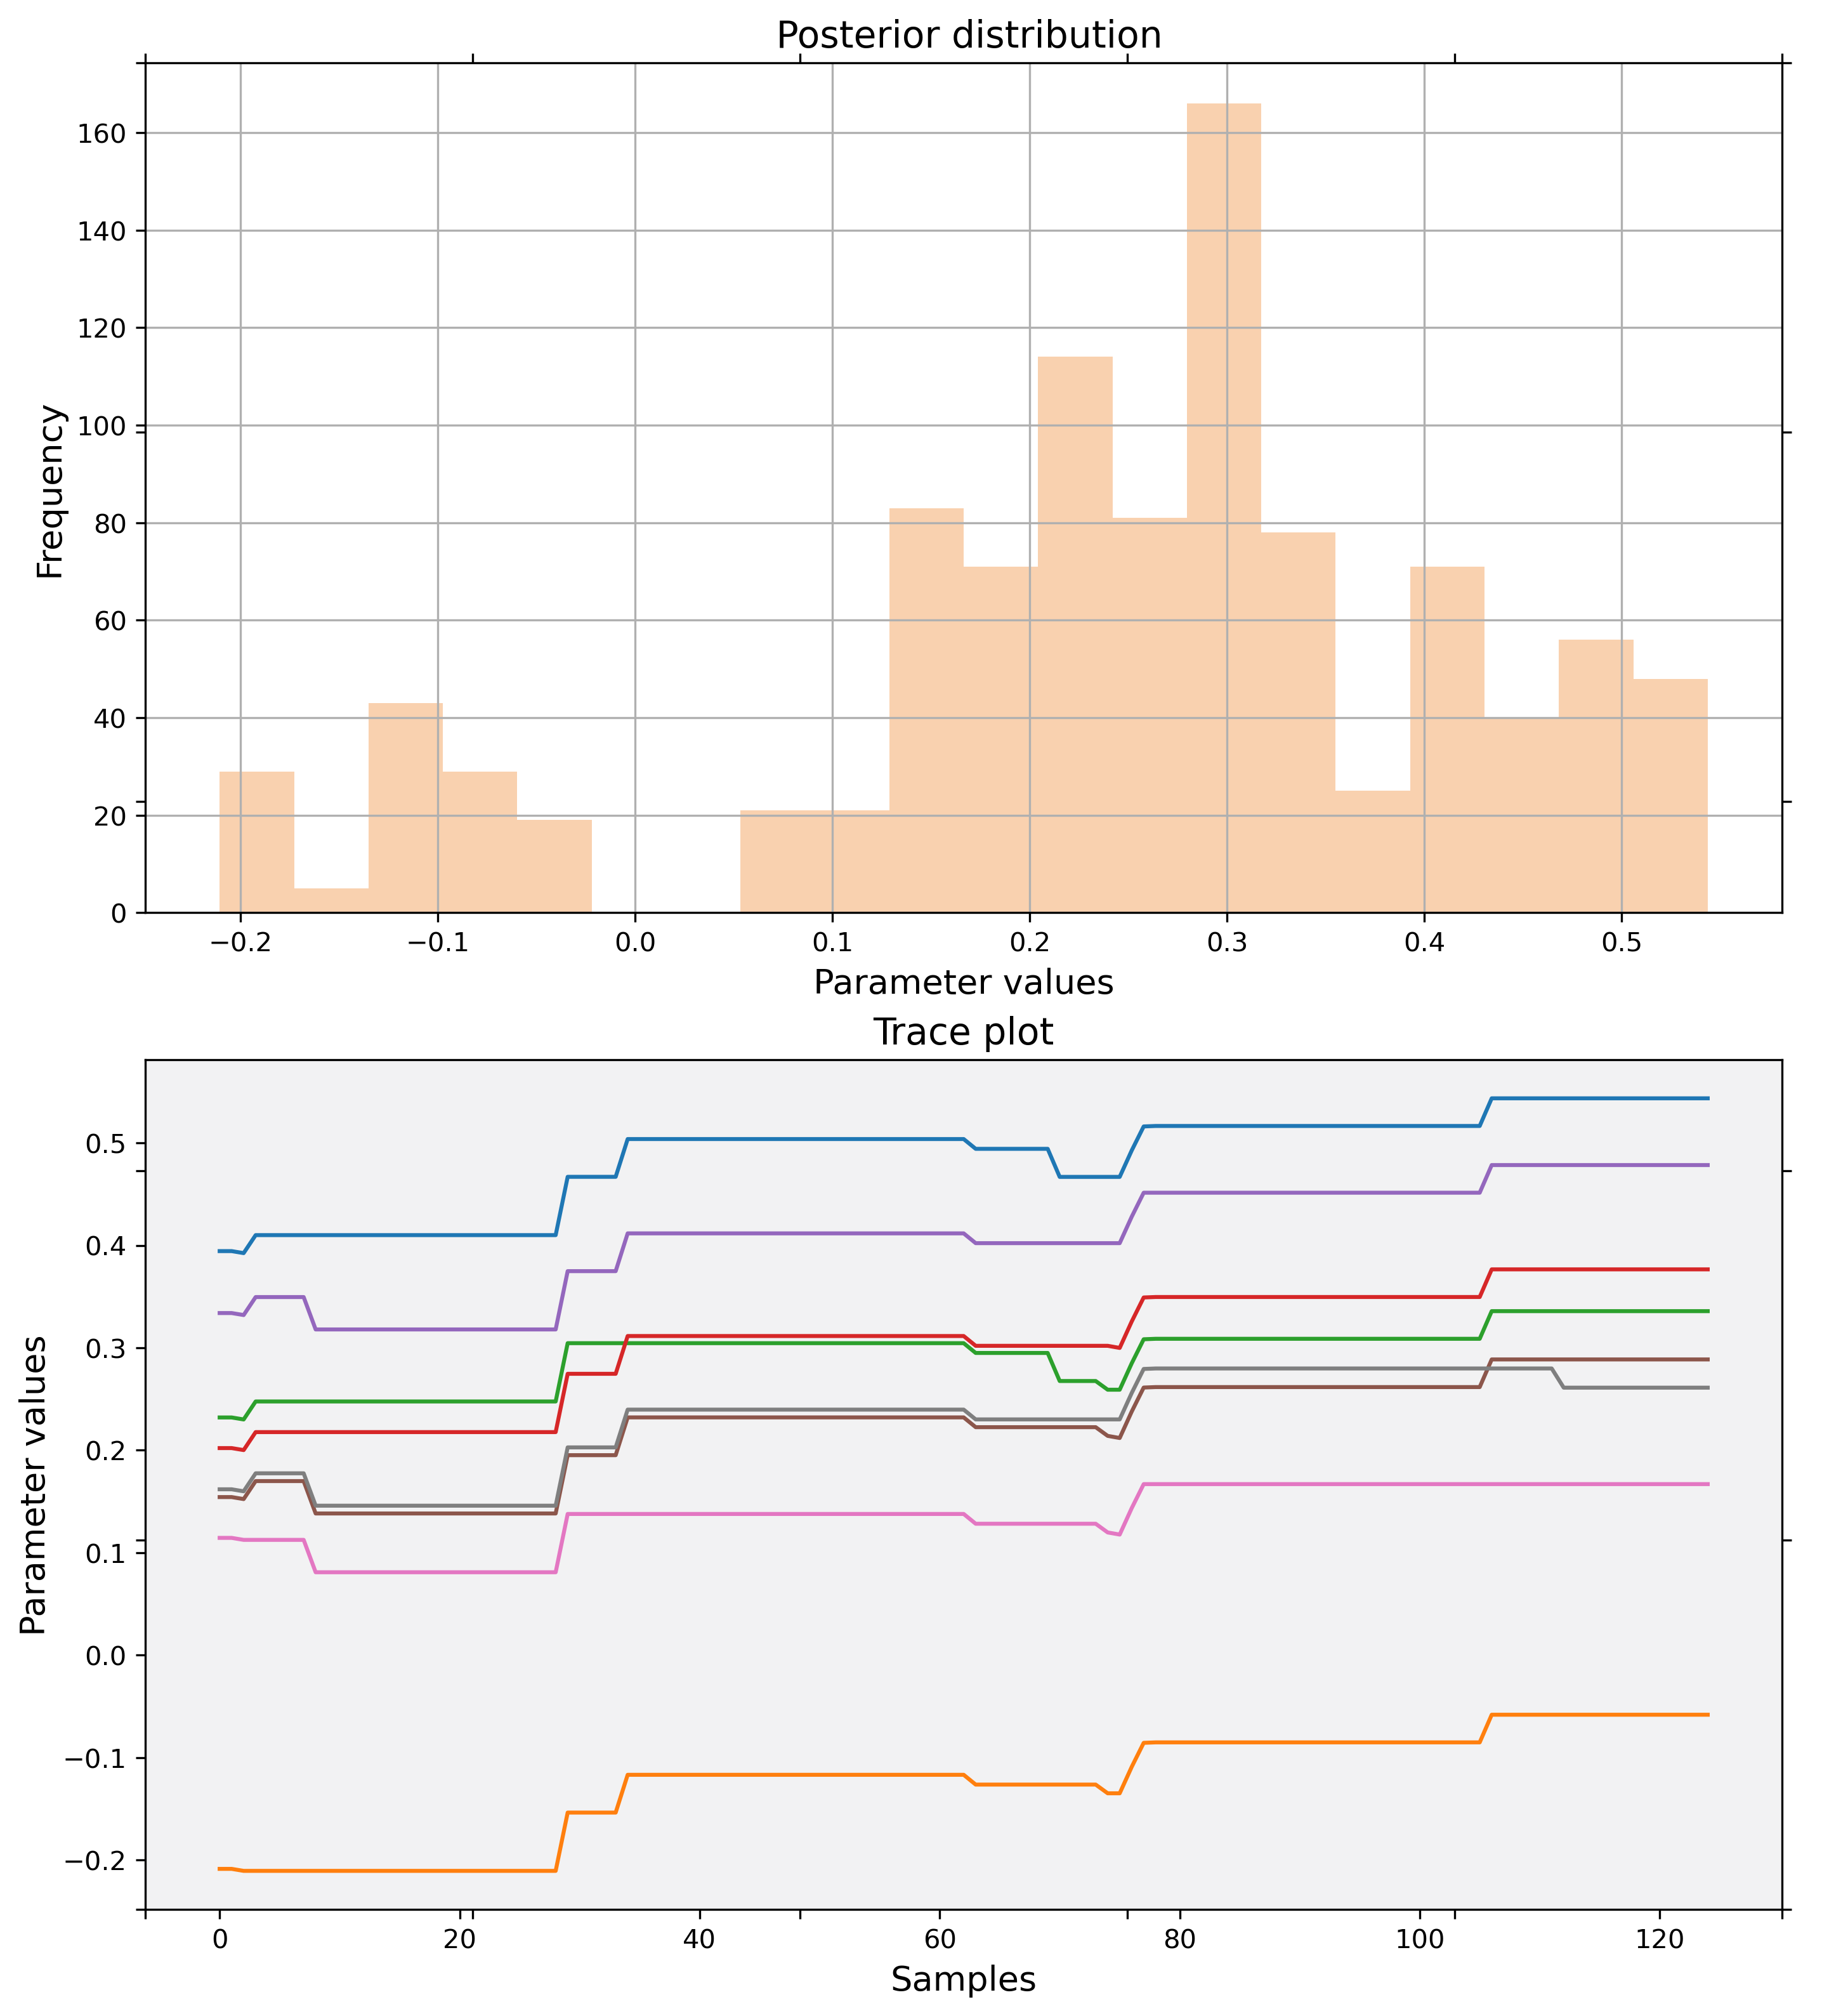 Posterior distribution
160
140
120
100
80
60
40
20
0
Frequency
−0.2 −0.1 0.0 0.1 0.2 0.3 0.4 0.5
Parameter values
Trace plot
0.5
0.4
0.3
0.2
0.1
0.0
−0.1
−0.2
Parameter values
0 20 40 60 80 100 120
Samples